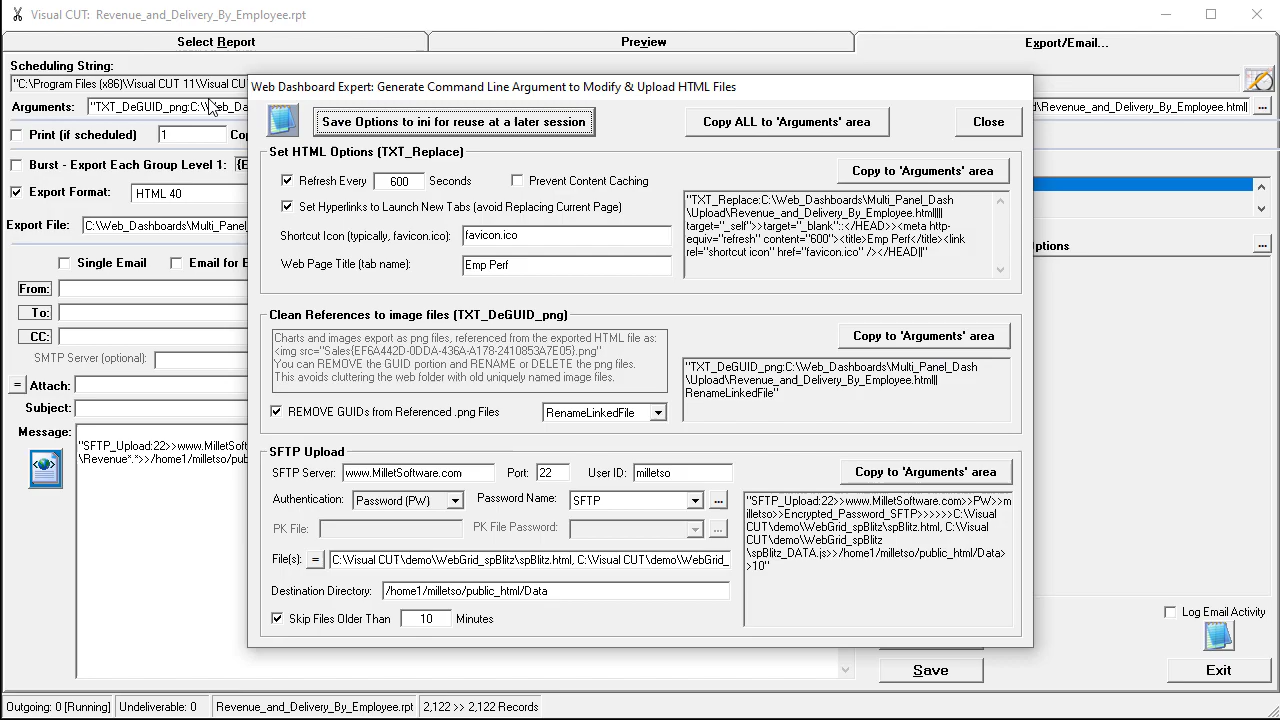 Visual CUT:  Revenue_and_Delivery_By_Employee.rpt
Select Report
Preview
Export/Email...
Scheduling String:
"C:\Program Files (x86)\Visual CUT 11\Visual CU
Arguments:
"TXT_DeGUID_png:C:\Web_Da
d\Revenue_and_Delivery_By_Employee.html|
...
Print (if scheduled)
1
Cop
Burst - Export Each Group Level 1:
{E
Export Format:
HTML 40
Export File:
C:\Web_Dashboards\Multi_Pan
ptions
...
Single Email
Email for E
From:
To:
CC:
SMTP Server (optional):
=
Attach:
Subject:
Message:
"SFTP_Upload:22>>www.MilletSoftwa
\Revenue*.*>>/home1/milletso/pub
Web Dashboard Expert: Generate Command Line Argument to Modify & Upload HTML Files
Save Options to ini for reuse at a later session
Copy ALL to 'Arguments' area
Close
Set HTML Options (TXT_Replace)
Copy to 'Arguments' area
Refresh Every
600
Seconds
Prevent Content Caching
Set Hyperlinks to Launch New Tabs (avoid Replacing Current Page)
Shortcut Icon (typically, favicon.ico):
favicon.ico
Web Page Title (tab name):
Emp Perf
"TXT_Replace:C:\Web_Dashboards\Multi_Panel_Dash
\Upload\Revenue_and_Delivery_By_Employee.html||||
target="_self">>target="_blank"::</HEAD>><meta http-
equiv="refresh" content="600"><title>Emp Perf</title><link
rel="shortcut icon" href="favicon.ico" /></HEAD||"
Clean References to image files (TXT_DeGUID_png)
Copy to 'Arguments' area
Charts and images export as png files, referenced from the exported HTML file as:
<img src="Sales{EF6A442D-0DDA-436A-A178-2410853A7E05}.png"
You can REMOVE the GUID portion and RENAME or DELETE the png files.
This avoids cluttering the web folder with old uniquely named image files.
REMOVE GUIDs from Referenced .png Files
RenameLinkedFile
"TXT_DeGUID_png:C:\Web_Dashboards\Multi_Panel_Dash
\Upload\Revenue_and_Delivery_By_Employee.html||
RenameLinkedFile"
SFTP Upload
Copy to 'Arguments' area
SFTP Server:
www.MilletSoftware.com
Port:
22
User ID:
milletso
Authentication:
Password (PW)
Password Name:
SFTP
...
PK File:
PK File Password:
...
File(s):
=
C:\Visual CUT\demo\WebGrid_spBlitz\spBlitz.html, C:\Visual CUT\demo\WebGrid_
Destination Directory:
/home1/milletso/public_html/Data
Skip Files Older Than
10
Minutes
"SFTP_Upload:22>>www.MilletSoftware.com>>PW>>m
illetso>>Encrypted_Password_SFTP>>>>>>C:\Visual
CUT\demo\WebGrid_spBlitz\spBlitz.html, C:\Visual
CUT\demo\WebGrid_spBlitz
\spBlitz_DATA.js>>/home1/milletso/public_html/Data>
>10"
Log Email Activity
Save
Exit
Outgoing: 0 [Running]
Undeliverable: 0
Revenue_and_Delivery_By_Employee.rpt
2,122 >> 2,122 Records